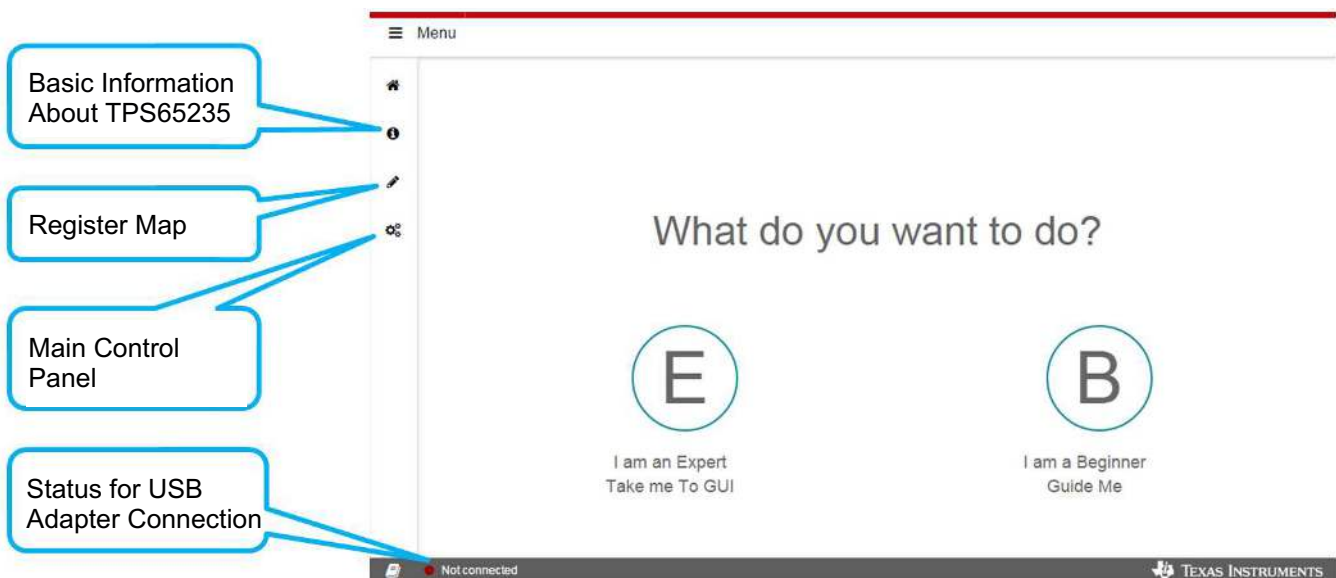 Menu
Basic Information
About TPS65235
Register Map
Main Control
Panel
Status for USB
Adapter Connection
What do you want to do?
E
I am an Expert
Take me To GUI
B
I am a Beginner
Guide Me
Not connected
TEXAS INSTRUMENTS